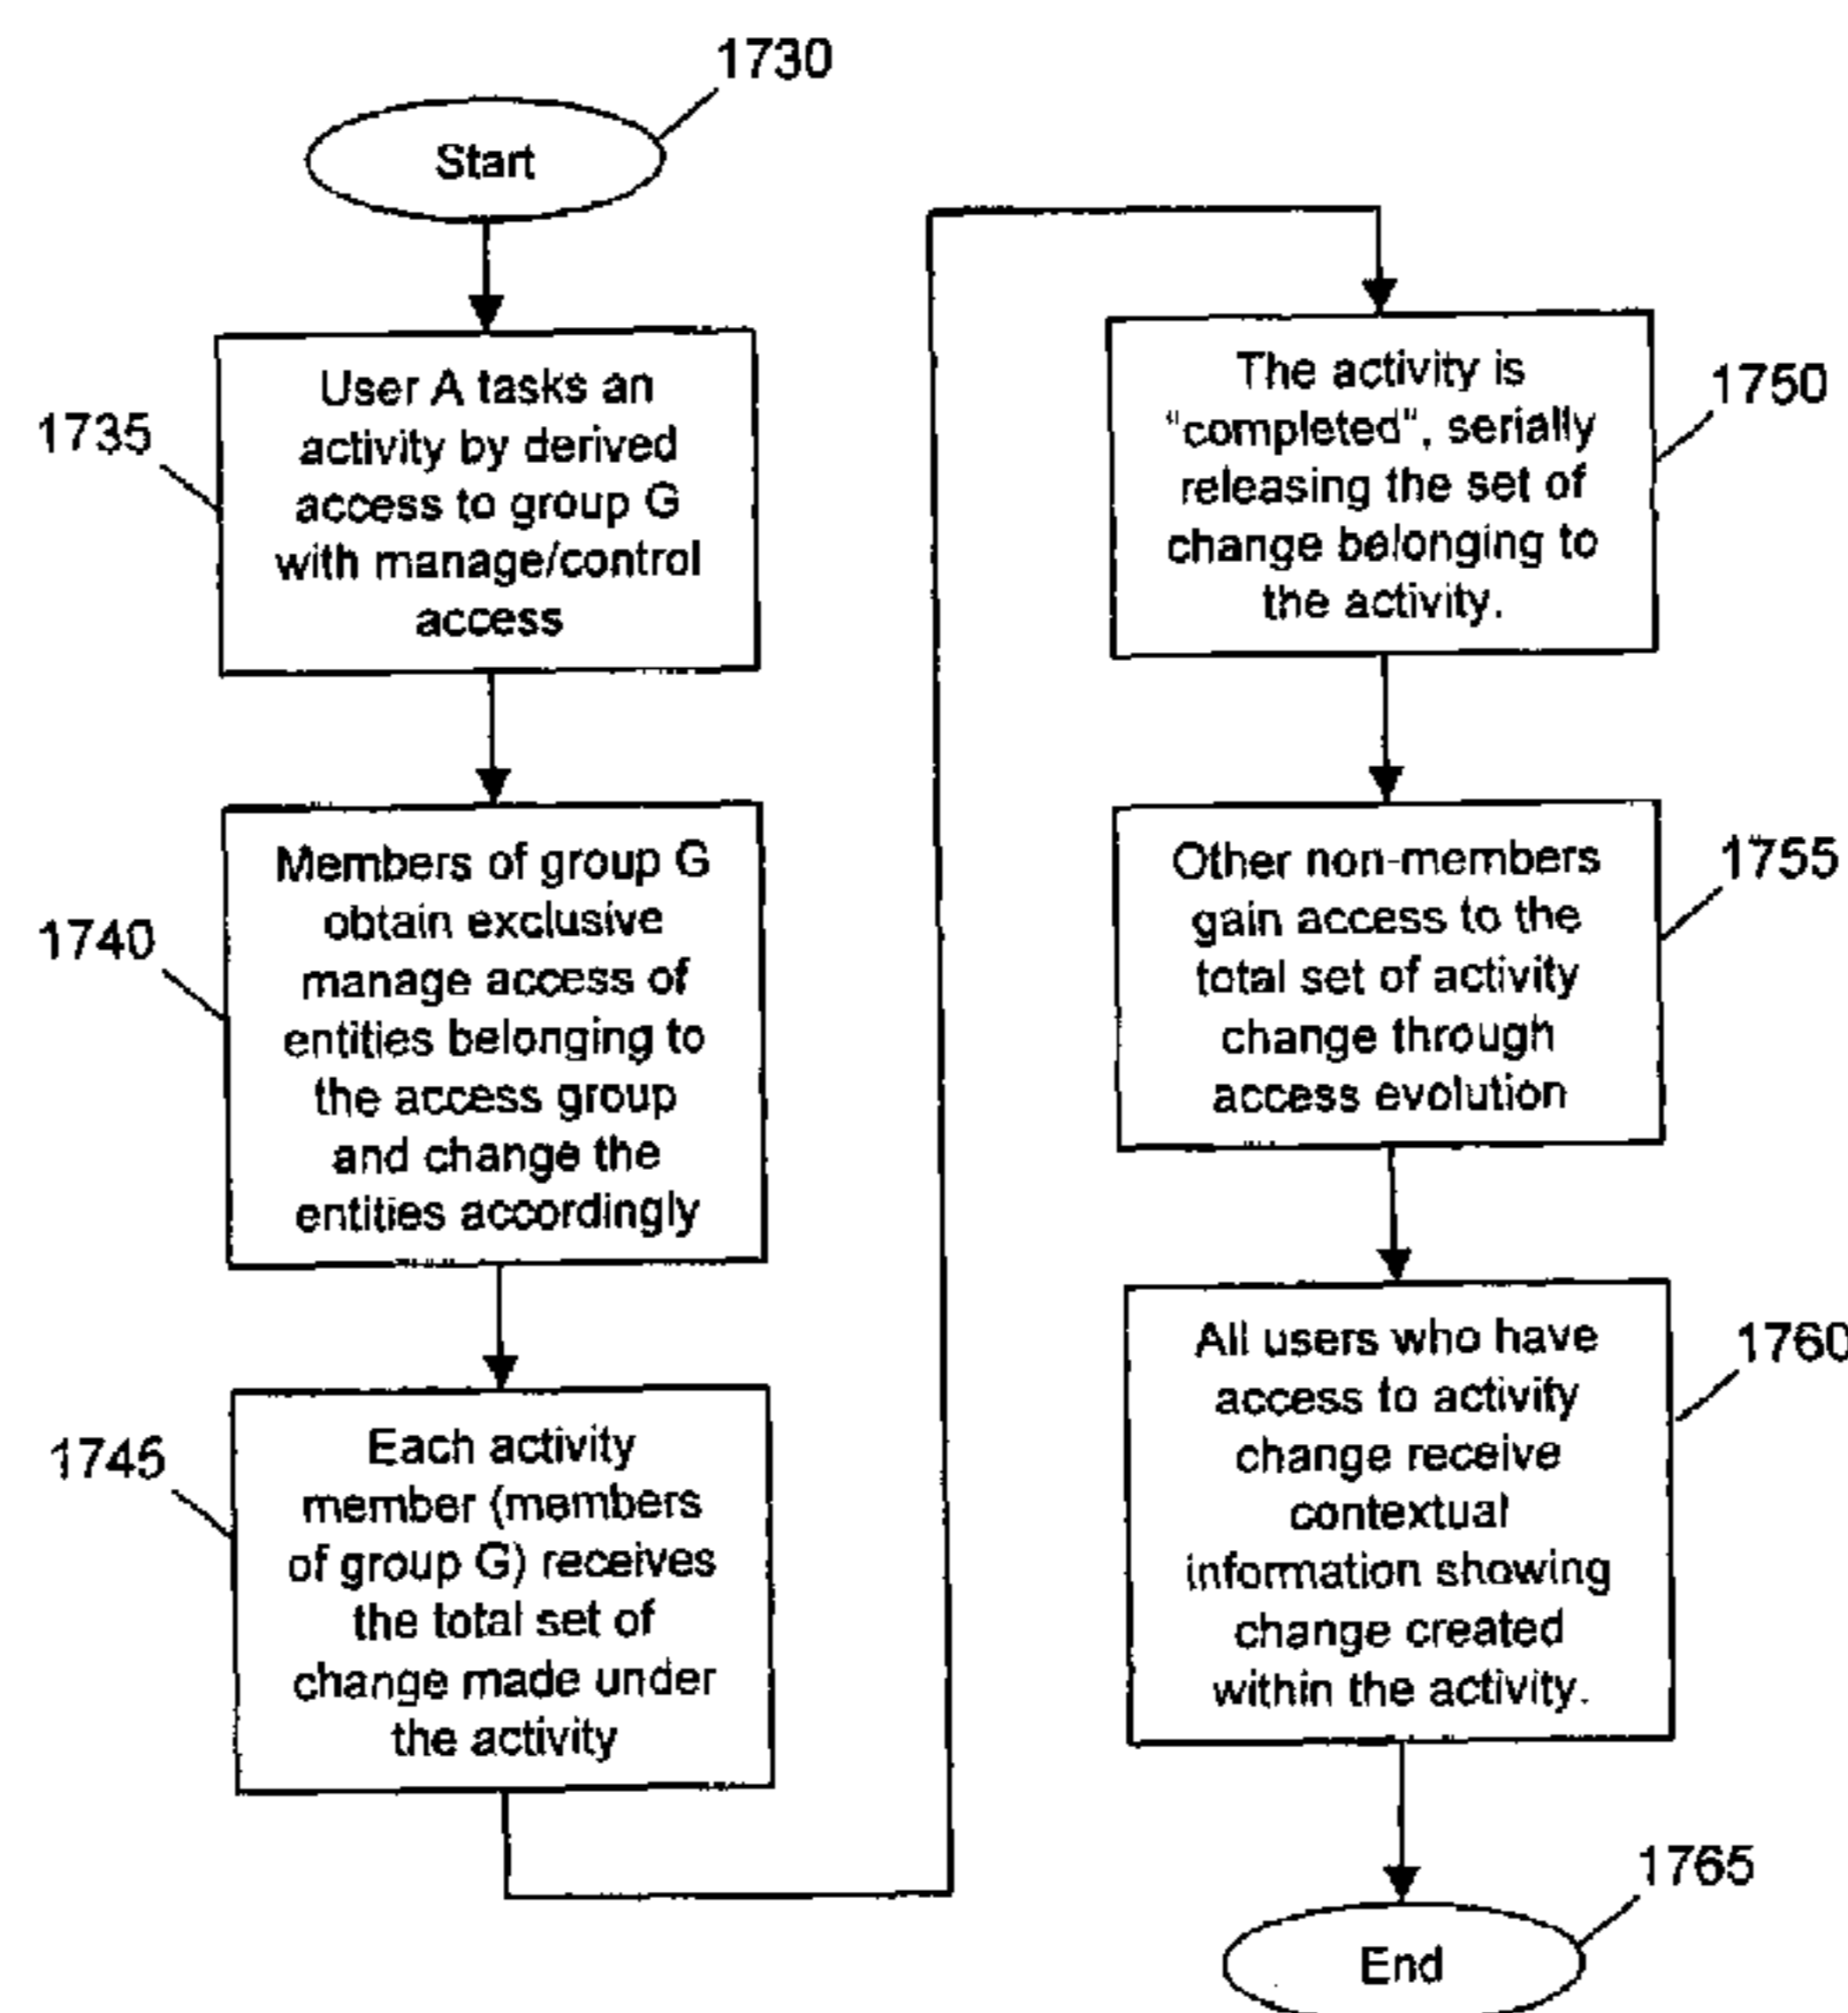 1730
Start
1735
User A tasks an
activity by derived
access to group G
with manage/control
access
1740
Members of group G
obtain exclusive
manage access of
entities belonging to
the access group
and change the
entities accordingly
1745
Each activity
member (members
of group G) receives
the total set of
change made under
the activity
1750
The activity is
"completed", serially
releasing the set of
change belonging to
the activity.
1755
Other non-members
gain access to the
total set of activity
change through
access evolution
1760
All users who have
access to activity
change receive
contextual
information showing
change created
within the activity.
1765
End